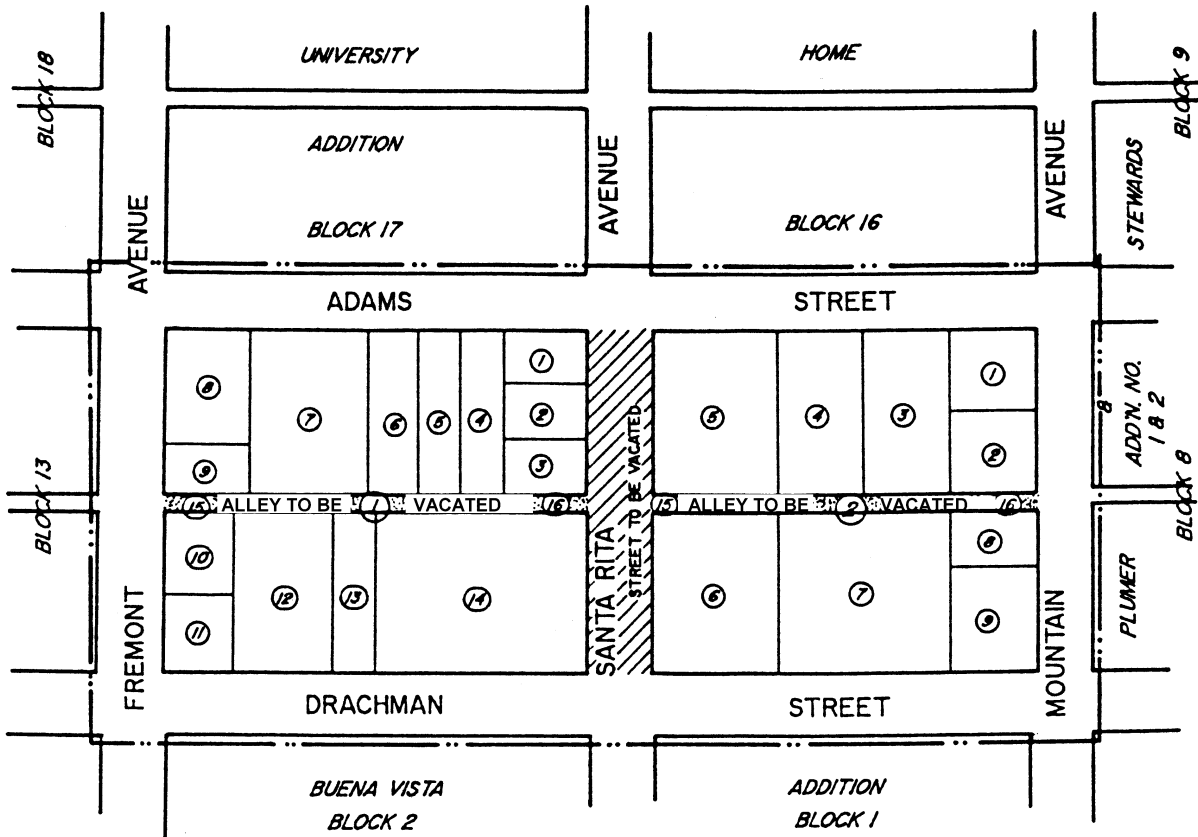 BLOCK 18
UNIVERSITY
HOME
BLOCK 9
ADDITION
BLOCK 17
BLOCK 16
AVENUE
AVENUE
AVENUE
STEWARDS
ADAMS
STREET
8
7
6
5
4
1
2
3
9
5
4
3
1
2
BLOCK 13
15
ALLEY TO BE
1
VACATED
16
15
ALLEY TO BE
2
VACATED
16
&
ADD'N. NO.
1 & 2
BLOCK 8
10
11
12
13
14
SANTA RITA
STREET TO BE VACATED
6
7
8
9
FREMONT
MOUNTAIN
PLUMER
DRACHMAN
STREET
BUENA VISTA
BLOCK 2
ADDITION
BLOCK 1